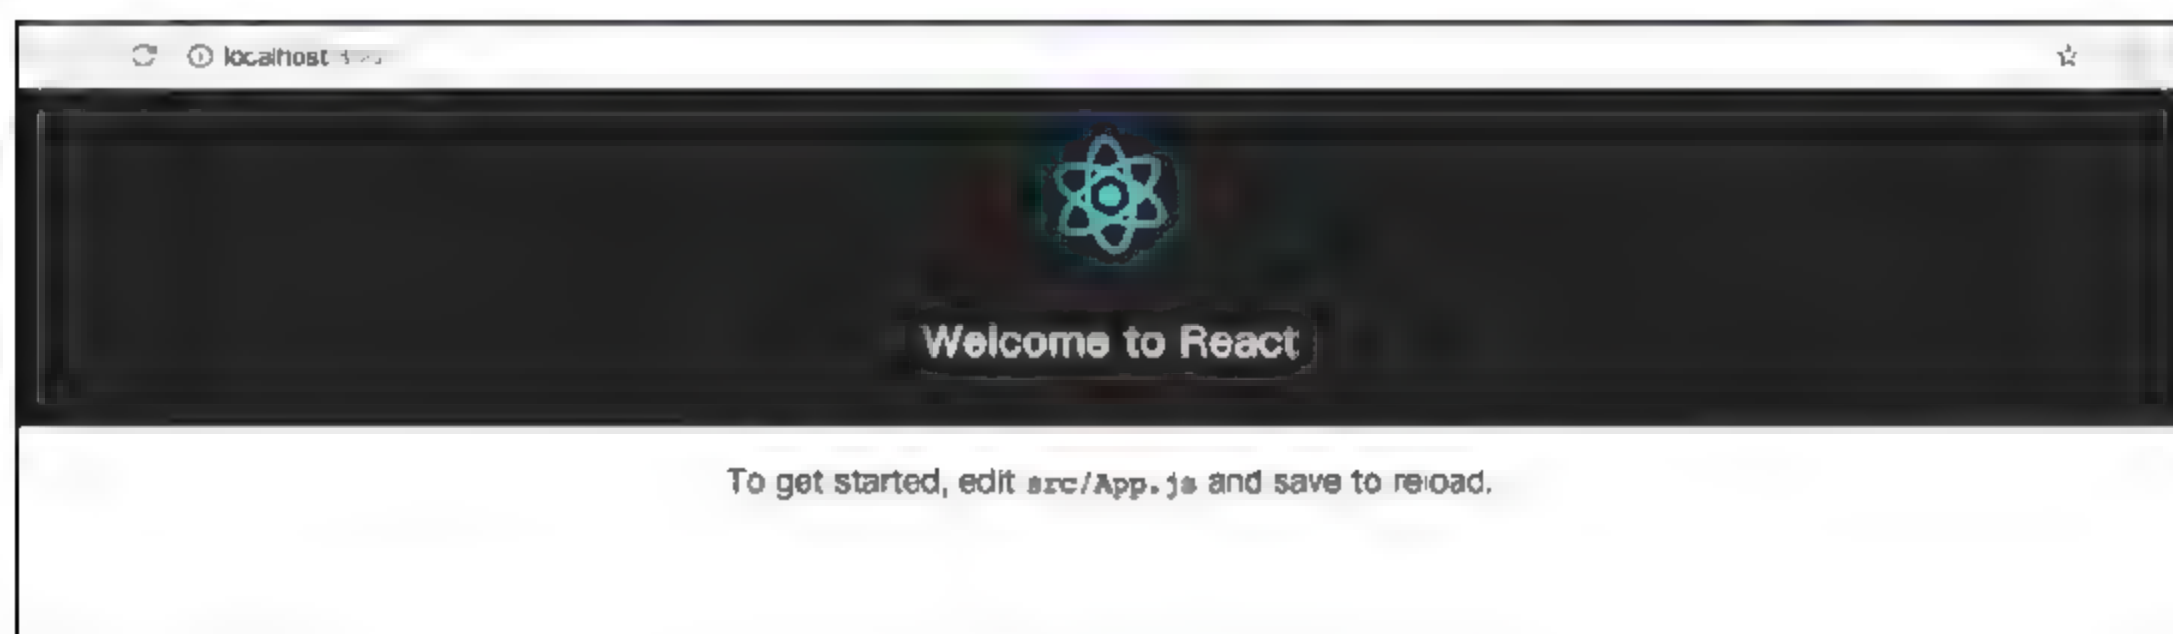 localhost
Welcome to React
To get started, edit src/App.js and save to reload.